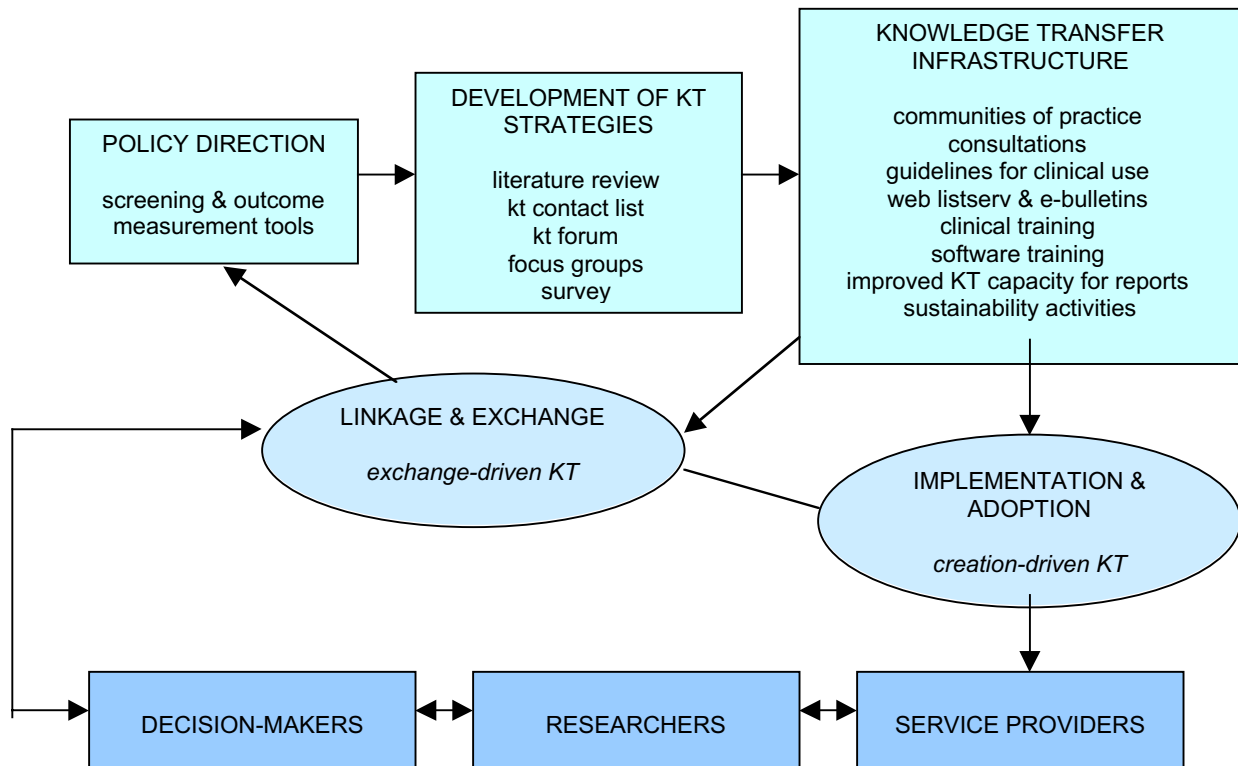 POLICY DIRECTION
screening & outcome
measurement tools
DEVELOPMENT OF KT
STRATEGIES
literature review
kt contact list
kt forum
focus groups
survey
KNOWLEDGE TRANSFER
INFRASTRUCTURE
communities of practice
consultations
guidelines for clinical use
web listserv & e-bulletins
clinical training
software training
improved KT capacity for reports
sustainability activities
LINKAGE & EXCHANGE
exchange-driven KT
IMPLEMENTATION &
ADOPTION
creation-driven KT
DECISION-MAKERS
RESEARCHERS
SERVICE PROVIDERS